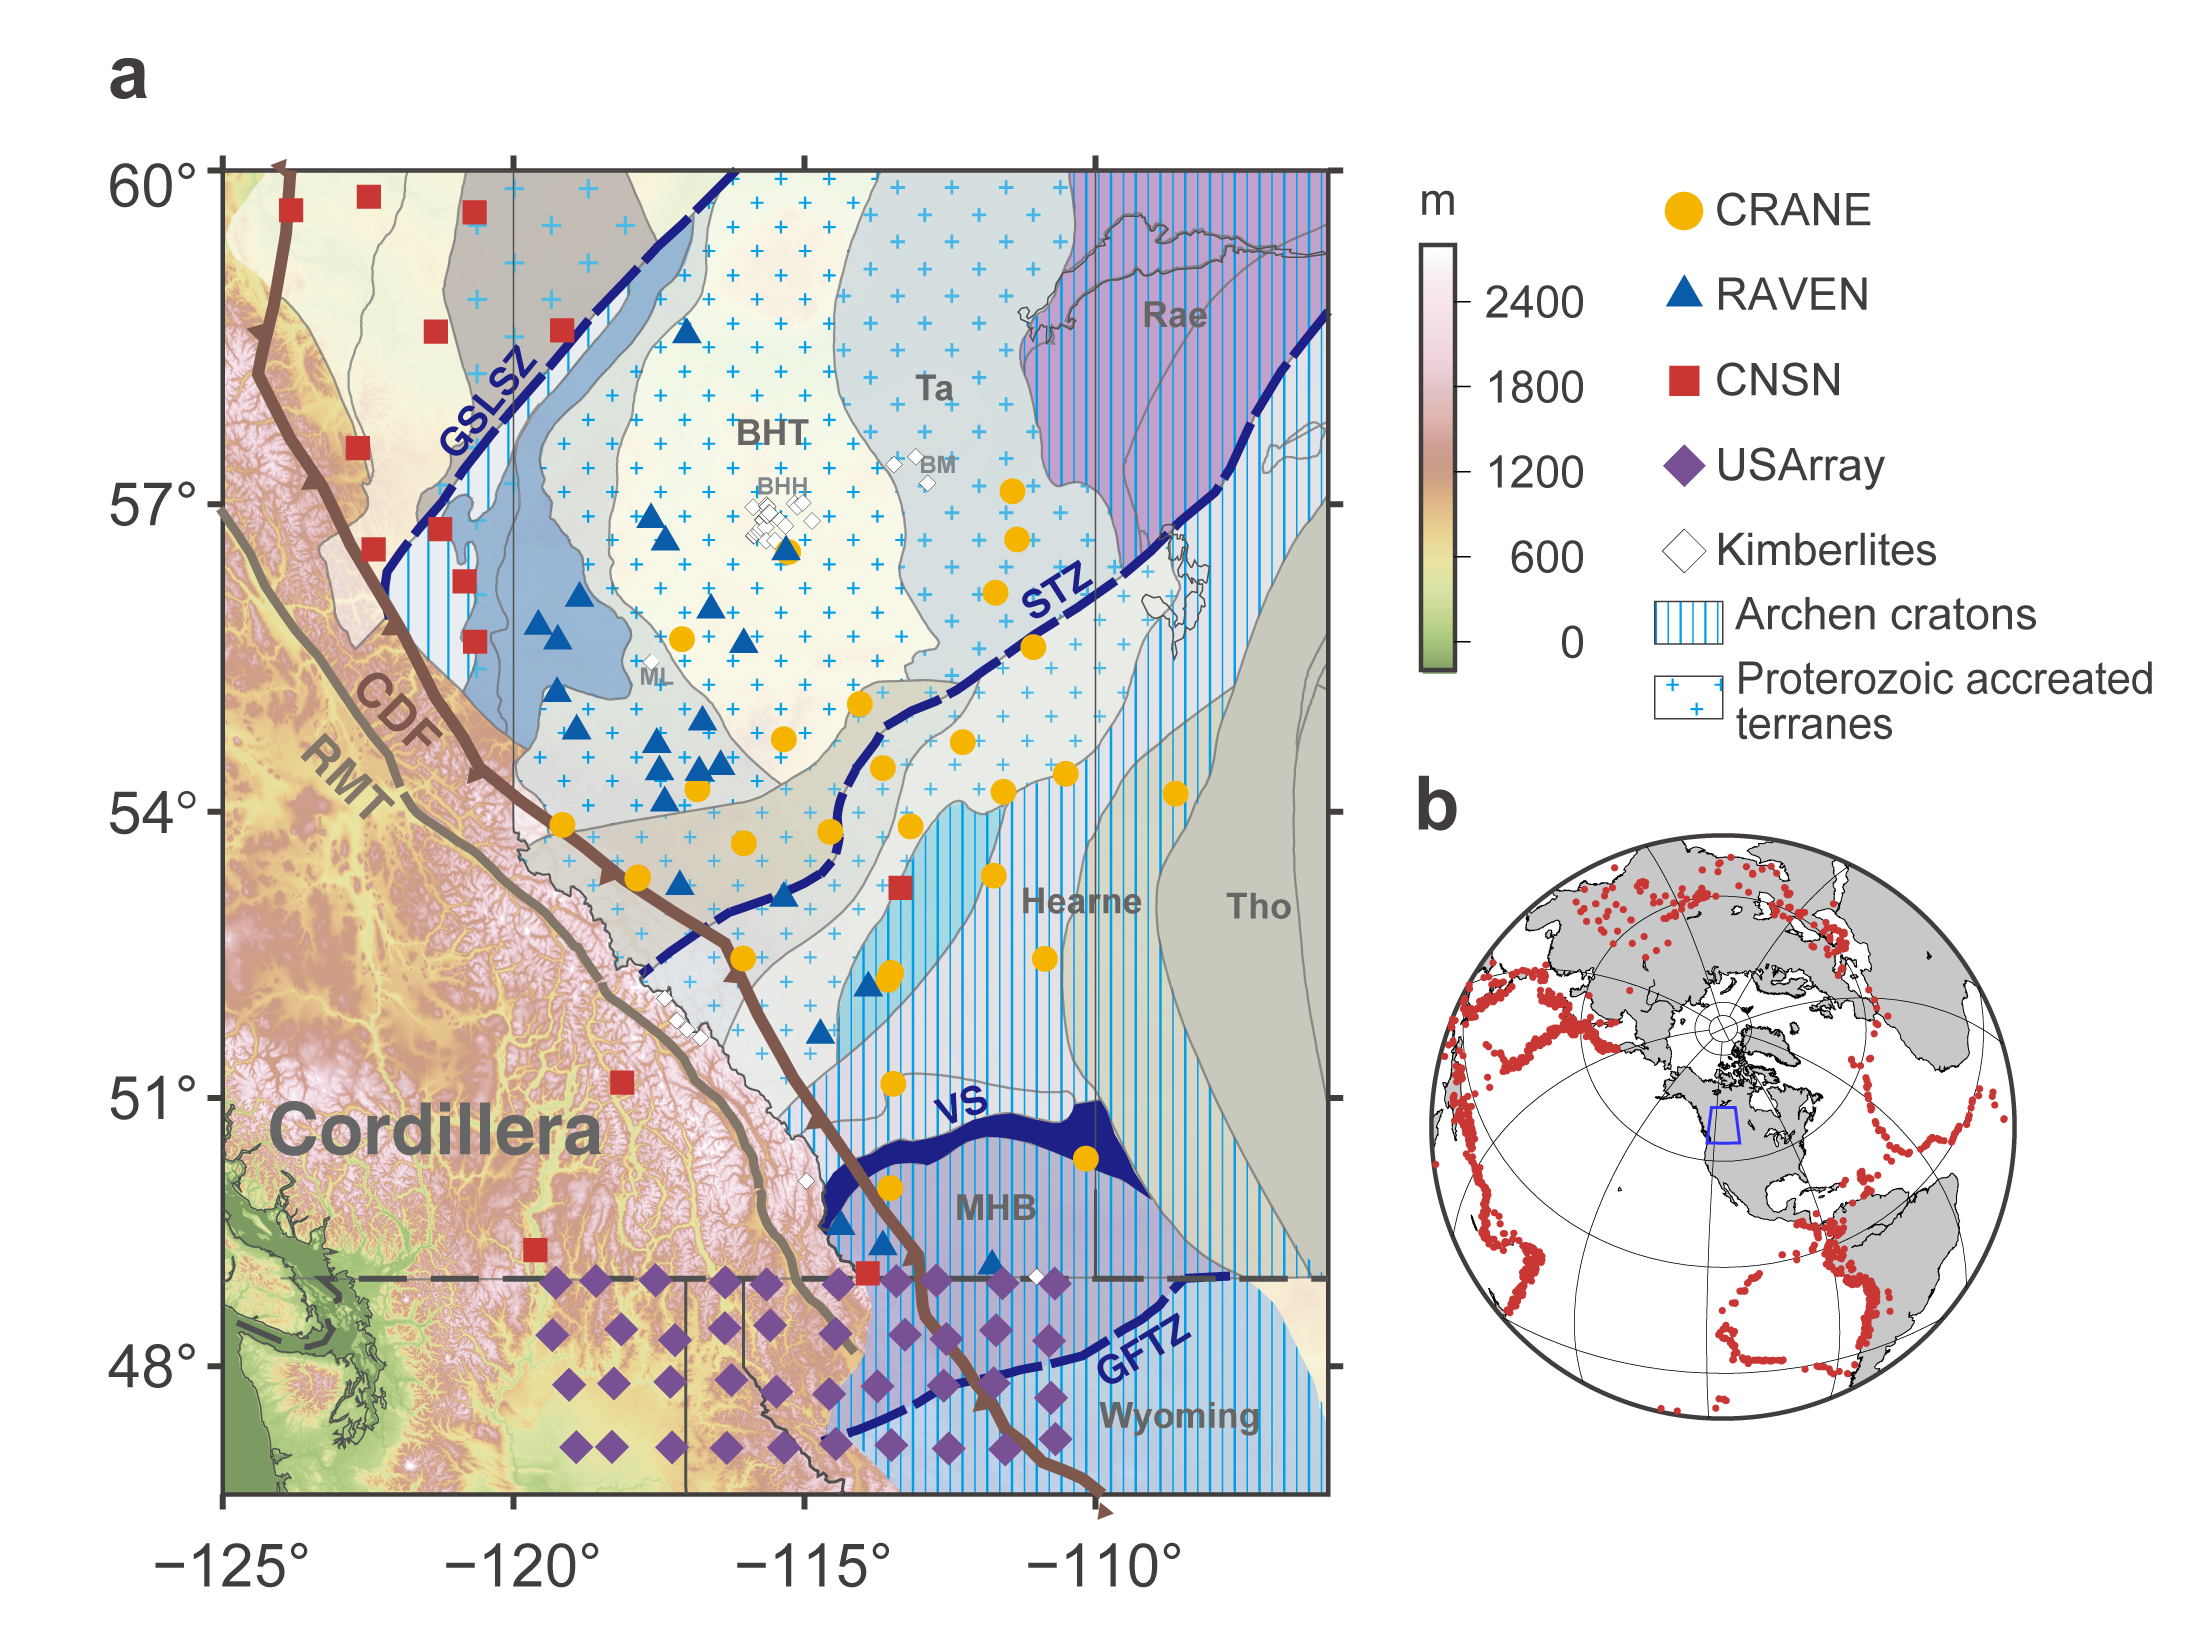 a
60°
57°
54°
51°
48°
−125°
−120°
−115°
−110°
GSLSZ
BHT
BHH
Ta
BM
Rae
STZ
ML
CDF
RMT
Hearne
Tho
Cordillera
VS
MHB
GFTZ
Wyoming
m
2400
1800
1200
600
0
CRANE
RAVEN
CNSN
USArray
Kimberlites
Archen cratons
Proterozoic accreated
terranes
b